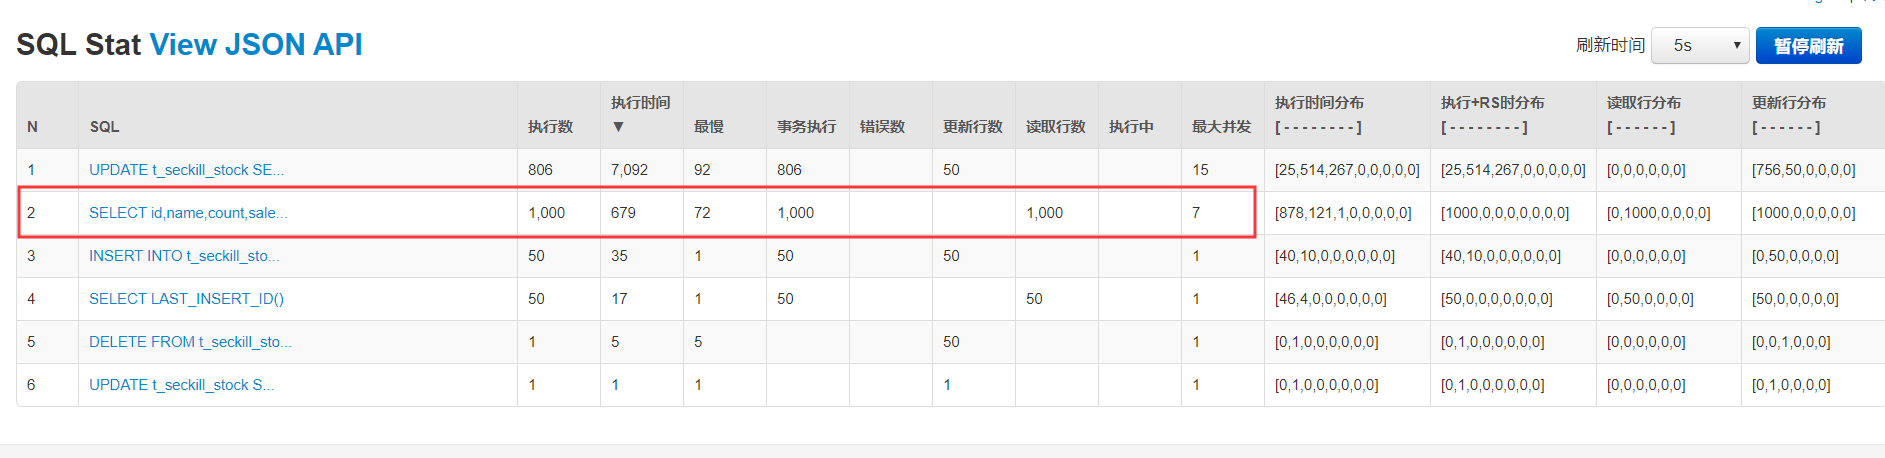 SQL Stat View JSON API
刷新时间 5s ▼ 暂停刷新
N SQL 执行数 执行时间 ▼ 最慢 事务执行 错误数 更新行数 读取行数 执行中 最大并发 执行时间分布 [ - - - - - - - - ] 执行+RS时分布 [ - - - - - - - - ] 读取行分布 [ - - - - - - ] 更新行分布 [ - - - - - - ]
1 UPDATE t_seckill_stock SE... 806 7,092 92 806 50 15 [25,514,267,0,0,0,0,0] [25,514,267,0,0,0,0,0] [0,0,0,0,0,0] [756,50,0,0,0,0]
2 SELECT id,name,count,sale... 1,000 679 72 1,000 1,000 7 [878,121,1,0,0,0,0,0] [1000,0,0,0,0,0,0,0] [0,1000,0,0,0,0] [1000,0,0,0,0,0]
3 INSERT INTO t_seckill_sto... 50 35 1 50 50 1 [40,10,0,0,0,0,0,0] [40,10,0,0,0,0,0,0] [0,0,0,0,0,0] [0,50,0,0,0,0]
4 SELECT LAST_INSERT_ID() 50 17 1 50 50 1 [46,4,0,0,0,0,0,0] [50,0,0,0,0,0,0,0] [0,50,0,0,0,0] [50,0,0,0,0,0]
5 DELETE FROM t_seckill_sto... 1 5 5 50 1 [0,1,0,0,0,0,0,0] [0,1,0,0,0,0,0,0] [0,0,0,0,0,0] [0,0,1,0,0,0]
6 UPDATE t_seckill_stock S... 1 1 1 1 1 [0,1,0,0,0,0,0,0] [0,1,0,0,0,0,0,0] [0,0,0,0,0,0] [0,1,0,0,0,0]